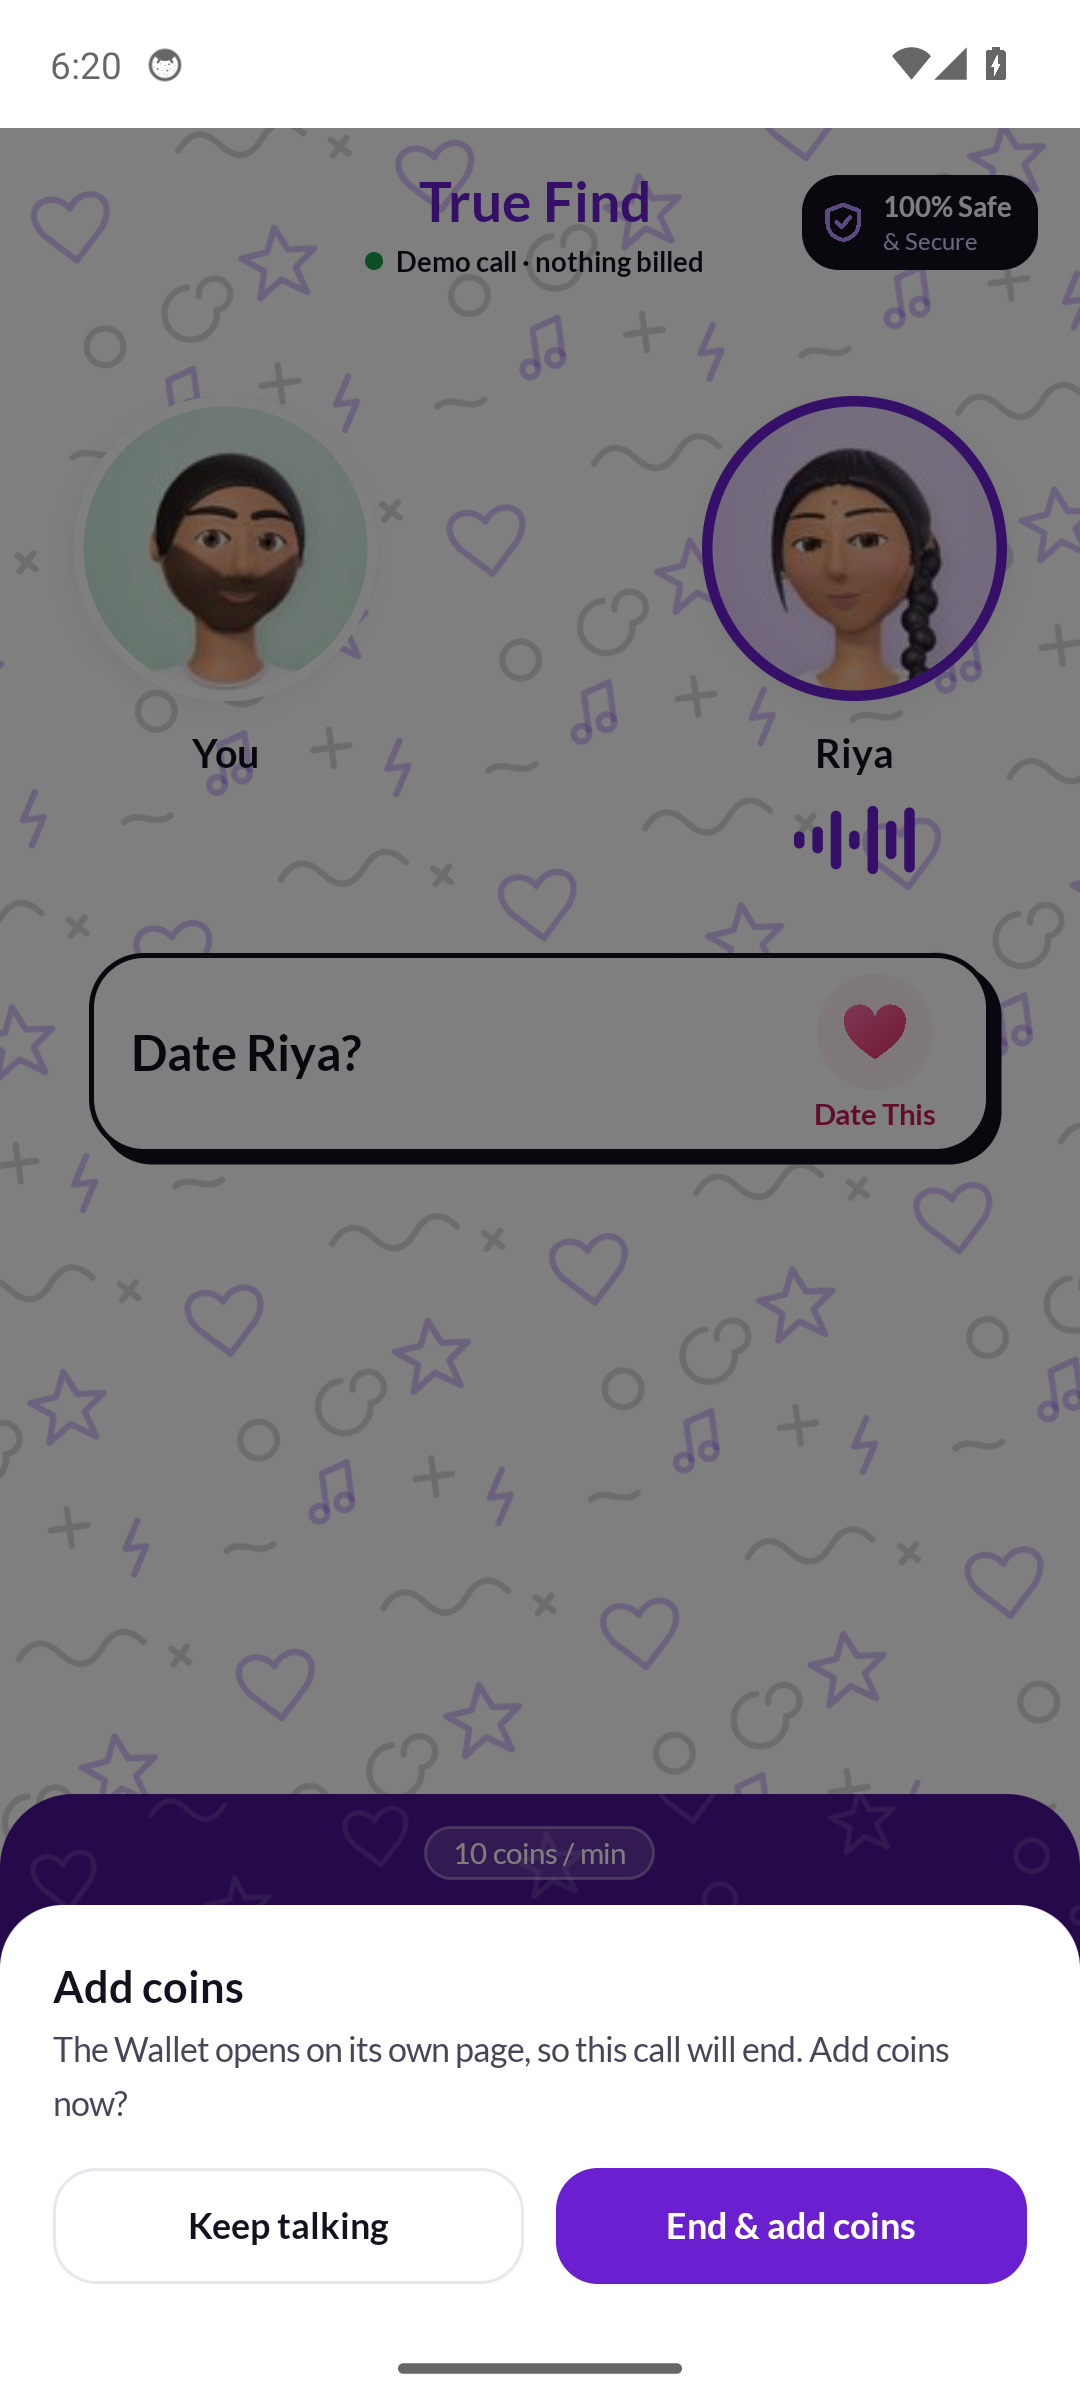 6:20
True Find
Demo call · nothing billed
100% Safe
& Secure
You
Riya
Date Riya?
Date This
10 coins / min
Add coins
The Wallet opens on its own page, so this call will end. Add coins
now?
Keep talking
End & add coins